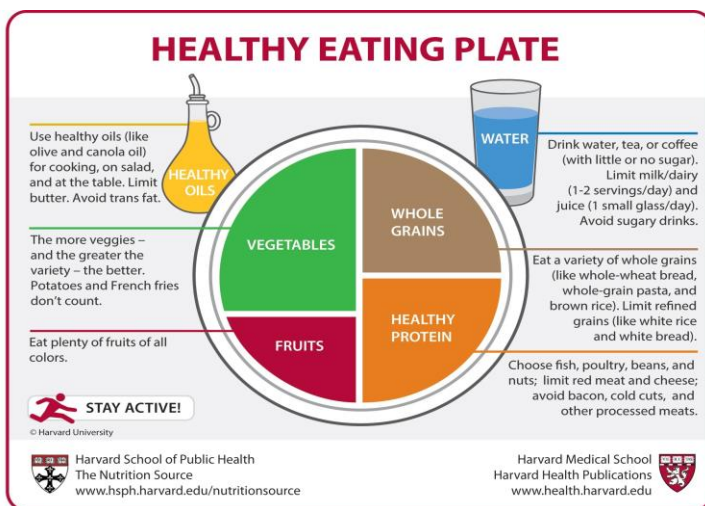 HEALTHY EATING PLATE
Use healthy oils (like
olive and canola oil)
for cooking, on salad,
and at the table. Limit
butter. Avoid trans fat.
HEALTHY
OILS
The more veggies –
and the greater the
variety – the better.
Potatoes and French fries
don’t count.
Eat plenty of fruits of all
colors.
STAY ACTIVE!
© Harvard University
VEGETABLES
FRUITS
WHOLE
GRAINS
HEALTHY
PROTEIN
WATER
Drink water, tea, or coffee
(with little or no sugar).
Limit milk/dairy
(1-2 servings/day) and
juice (1 small glass/day).
Avoid sugary drinks.
Eat a variety of whole grains
(like whole-wheat bread,
whole-grain pasta, and
brown rice). Limit refined
grains (like white rice
and white bread).
Choose fish, poultry, beans, and
nuts; limit red meat and cheese;
avoid bacon, cold cuts, and
other processed meats.
Harvard School of Public Health
The Nutrition Source
www.hsph.harvard.edu/nutritionsource
Harvard Medical School
Harvard Health Publications
www.health.harvard.edu